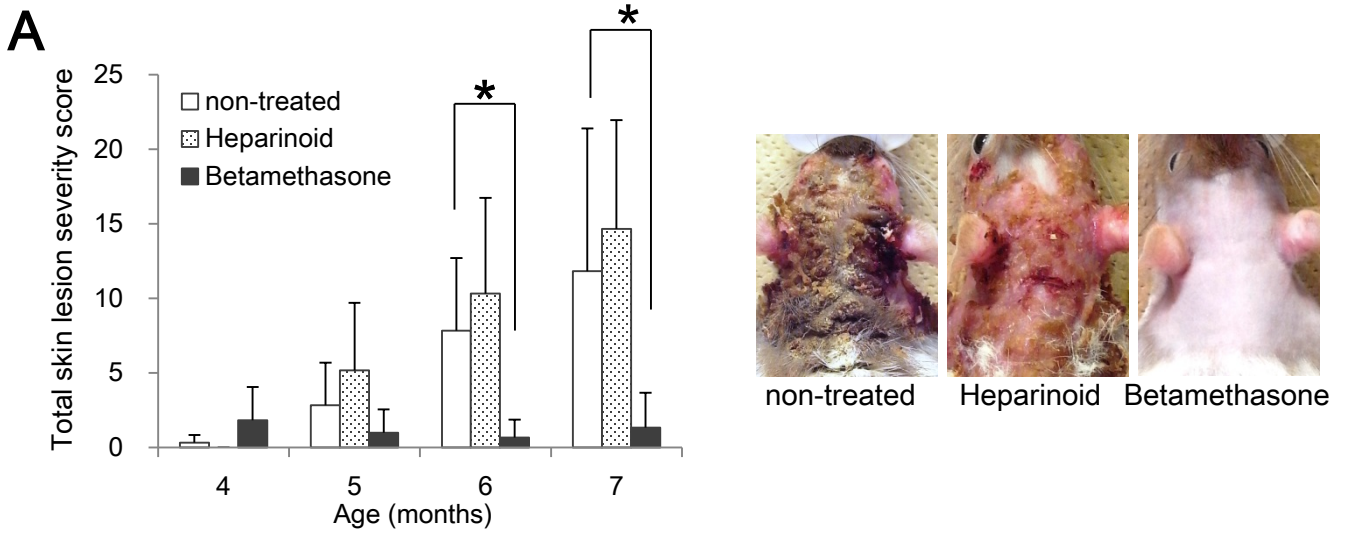 A
Total skin lesion severity score
25
20
15
10
5
0
non-treated
Heparinoid
Betamethasone
*
*
4 5 6 7
Age (months)
non-treated Heparinoid Betamethasone